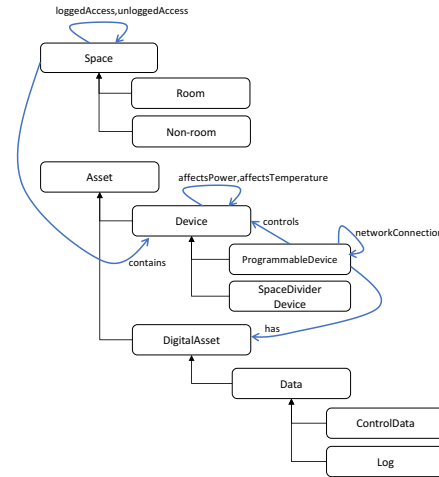 loggedAccess,unloggedAccess
Space
Room
Non-room
Asset
affectsPower,affectsTemperature
Device
controls
networkConnection
contains
ProgrammableDevice
SpaceDivider
Device
has
DigitalAsset
Data
ControlData
Log